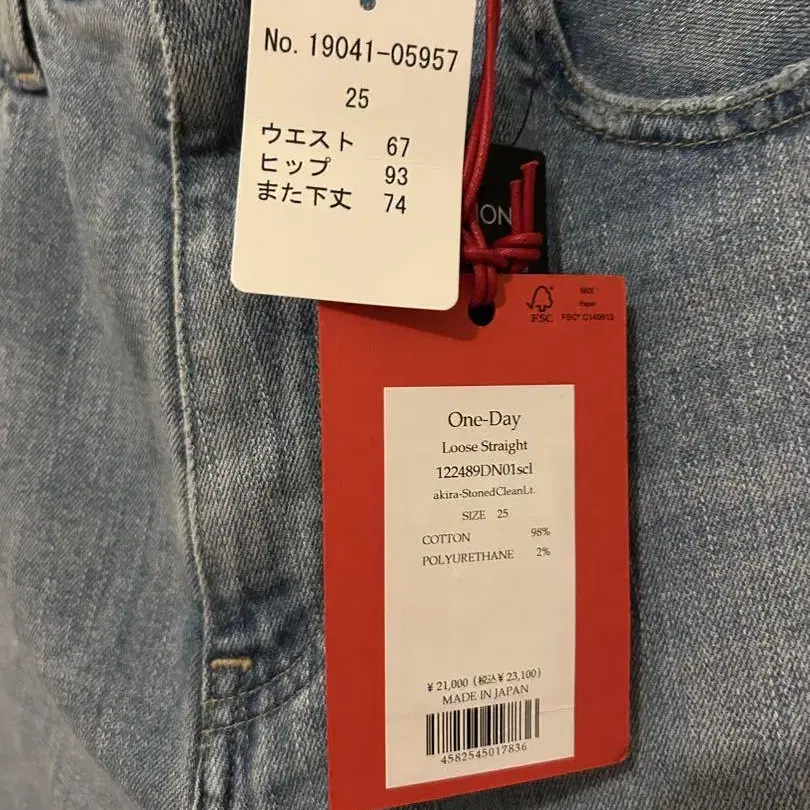 No. 19041-05957
25
ウエスト 67
ヒップ 93
また下丈 74
ION
FSC
MIX
Paper
FSC® C140613
One-Day
Loose Straight
122489DN01scl
akira-StonedCleanLt.
SIZE 25
COTTON 98%
POLYURETHANE 2%
¥21,000 (税込¥23,100)
MADE IN JAPAN
4582545017836